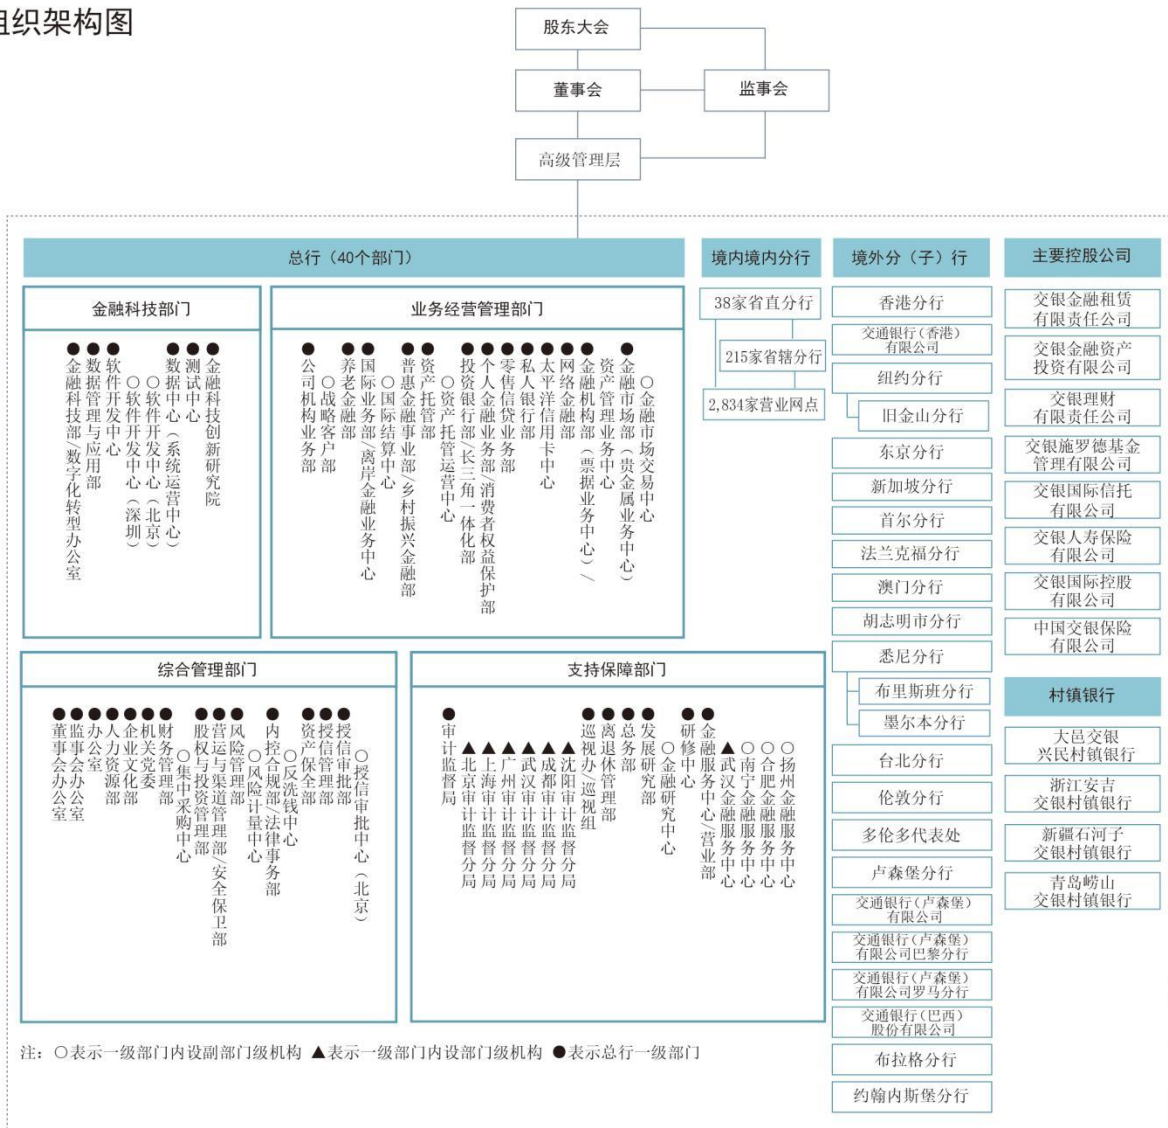 组织架构图
股东大会
董事会
监事会
高级管理层
总行（40个部门）
金融科技部门
●金融科技部/数字化转型办公室
●数据管理与应用部
●软件开发中心
○软件开发中心（深圳）
○软件开发中心（北京）
●数据中心（系统运营中心）
●测试中心
●金融科技创新研究院
业务经营管理部门
●公司机构业务部
○战略客户部
●养老金融部
●国际业务部/离岸金融业务中心
○国际结算中心
●普惠金融事业部/乡村振兴金融部
●资产托管部
○资产托管运营中心
●投资银行部/长三角一体化部
●个人金融业务部/消费者权益保护部
●零售信贷业务部
●私人银行部
●太平洋信用卡中心
●网络金融部
●金融机构部（票据业务中心）/
资产管理业务中心
●金融市场部（贵金属业务中心）
○金融市场交易中心
综合管理部门
●董事会办公室
●监事会办公室
●办公室
●人力资源部
●企业文化部
●机关党委
●财务管理部
○集中采购中心
●股权与投资管理部
●营运与渠道管理部/安全保卫部
●风险管理部
○风险计量中心
●内控合规部/法律事务部
○反洗钱中心
●资产保全部
●授信管理部
●授信审批部
○授信审批中心（北京）
支持保障部门
●审计监督局
▲北京审计监督分局
▲上海审计监督分局
▲广州审计监督分局
▲武汉审计监督分局
▲成都审计监督分局
▲沈阳审计监督分局
●巡视办/巡视组
●离退休管理部
●总务部
●发展研究部
○金融研究中心
●研修中心
●金融服务中心/营业部
▲武汉金融服务中心
○南宁金融服务中心
○合肥金融服务中心
○扬州金融服务中心
境内境内分行
38家省直分行
215家省辖分行
2,834家营业网点
境外分（子）行
香港分行
交通银行（香港）
有限公司
纽约分行
旧金山分行
东京分行
新加坡分行
首尔分行
法兰克福分行
澳门分行
胡志明市分行
悉尼分行
布里斯班分行
墨尔本分行
台北分行
伦敦分行
多伦多代表处
卢森堡分行
交通银行（卢森堡）
有限公司
交通银行（卢森堡）
有限公司巴黎分行
交通银行（卢森堡）
有限公司罗马分行
交通银行（巴西）
股份有限公司
布拉格分行
约翰内斯堡分行
主要控股公司
交银金融租赁
有限责任公司
交银金融资产
投资有限公司
交银理财
有限责任公司
交银施罗德基金
管理有限公司
交银国际信托
有限公司
交银人寿保险
有限公司
交银国际控股
有限公司
中国交银保险
有限公司
村镇银行
大邑交银
兴民村镇银行
浙江安吉
交银村镇银行
新疆石河子
交银村镇银行
青岛崂山
交银村镇银行
注：○表示一级部门内设副部门级机构 ▲表示一级部门内设部门级机构 ●表示总行一级部门